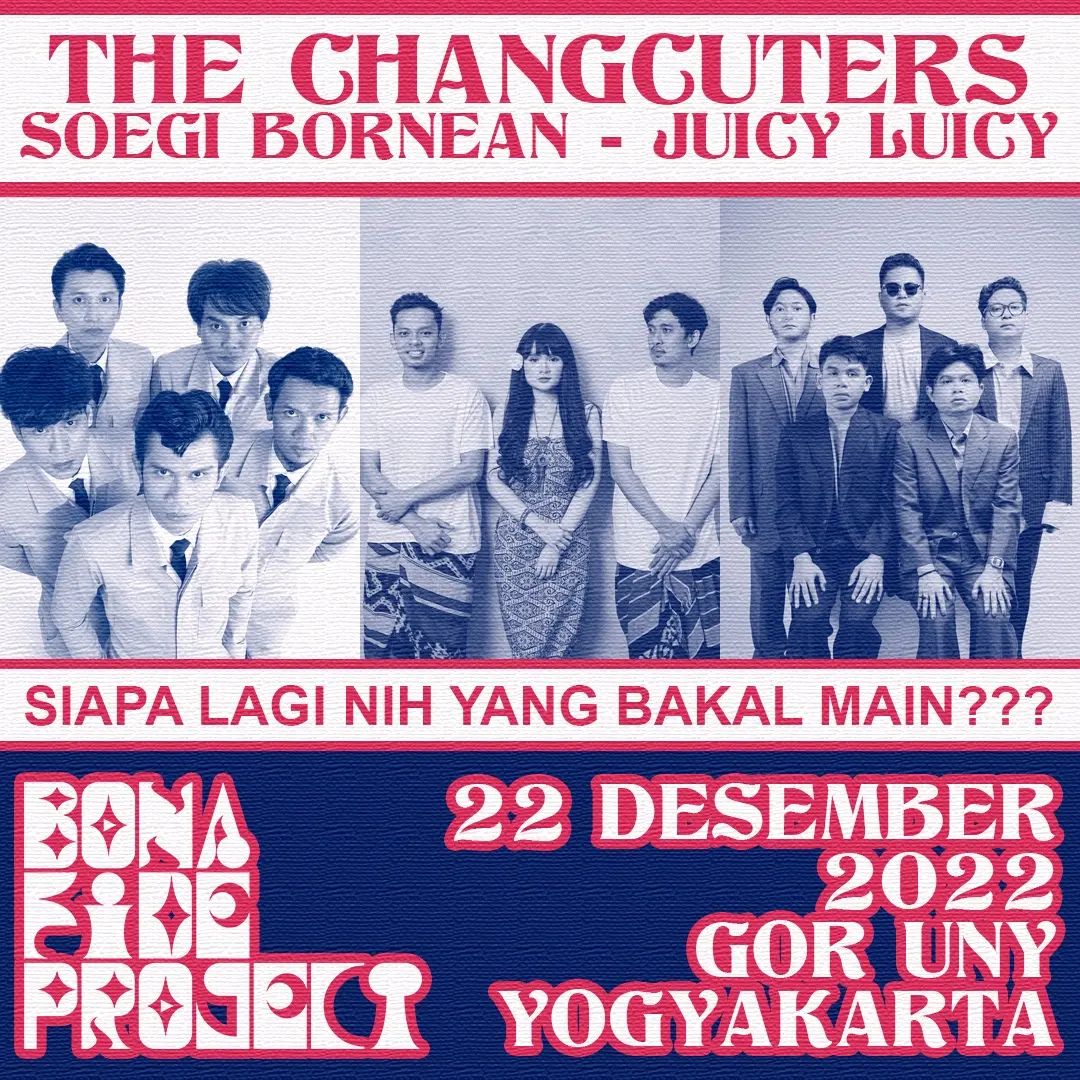 THE CHANGCUTERS
SOEGI BORNEAN - JUICY LUICY
SIAPA LAGI NIH YANG BAKAL MAIN???
BONA
FIDE
PROJECT
22 DESEMBER
2022
GOR UNY
YOGYAKARTA